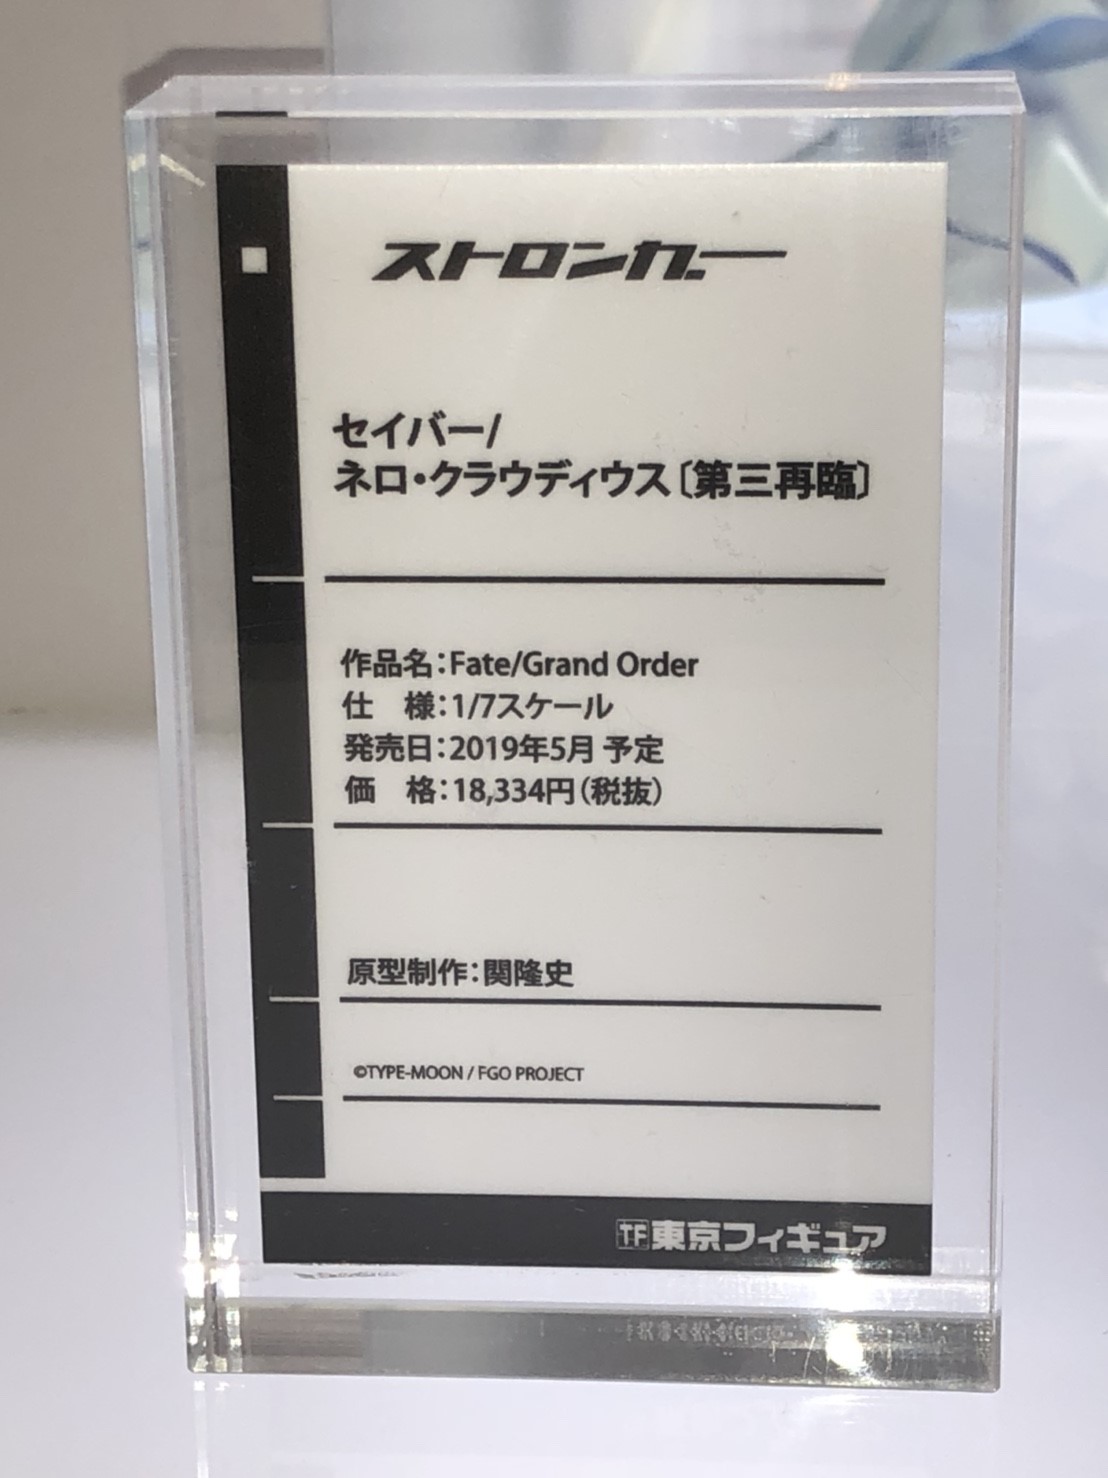 ストロンガー
セイバー/
ネロ・クラウディウス〔第三再臨〕
作品名：Fate/Grand Order
仕　様：1/7スケール
発売日：2019年5月 予定
価　格：18,334円（税抜）
原型制作：関隆史
©TYPE-MOON / FGO PROJECT
TF東京フィギュア